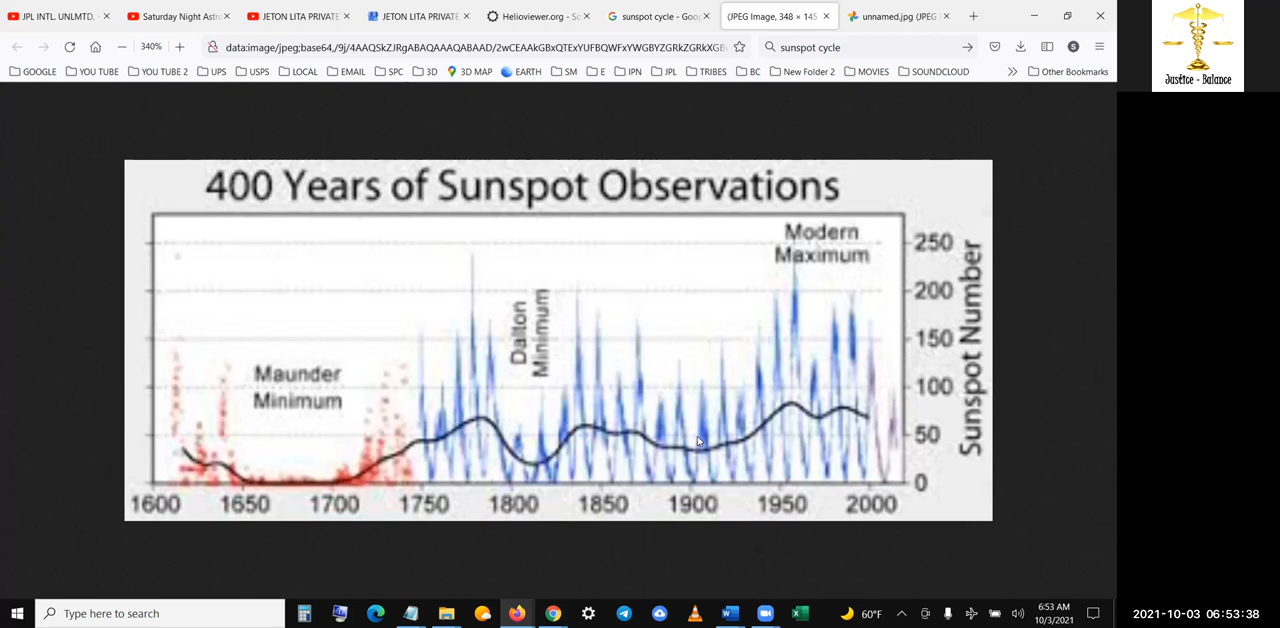 JPL INTL. UNLMTD. -
Saturday Night Astr
JETON LITA PRIVATE
JETON LITA PRIVATE
Helioviewer.org - So
sunspot cycle - Goo
(JPEG Image, 348 × 145
unnamed.jpg (JPEG I
340%
data:image/jpeg;base64,/9j/4AAQSkZJRgABAQAAAQABAAD/2wCEAAkGBxQTExYUFBQWFxYWGBYZGRkZGRkXGB
sunspot cycle
GOOGLE
YOU TUBE
YOU TUBE 2
UPS
USPS
LOCAL
EMAIL
SPC
3D
3D MAP
EARTH
SM
E
IPN
JPL
TRIBES
BC
New Folder 2
MOVIES
SOUNDCLOUD
Other Bookmarks
Justice - Balance
400 Years of Sunspot Observations
Modern
Maximum
Dalton
Minimum
Maunder
Minimum
250
200
150
100
50
0
Sunspot Number
1600 1650 1700 1750 1800 1850 1900 1950 2000
Type here to search
60°F
6:53 AM
10/3/2021
2021-10-03 06:53:38